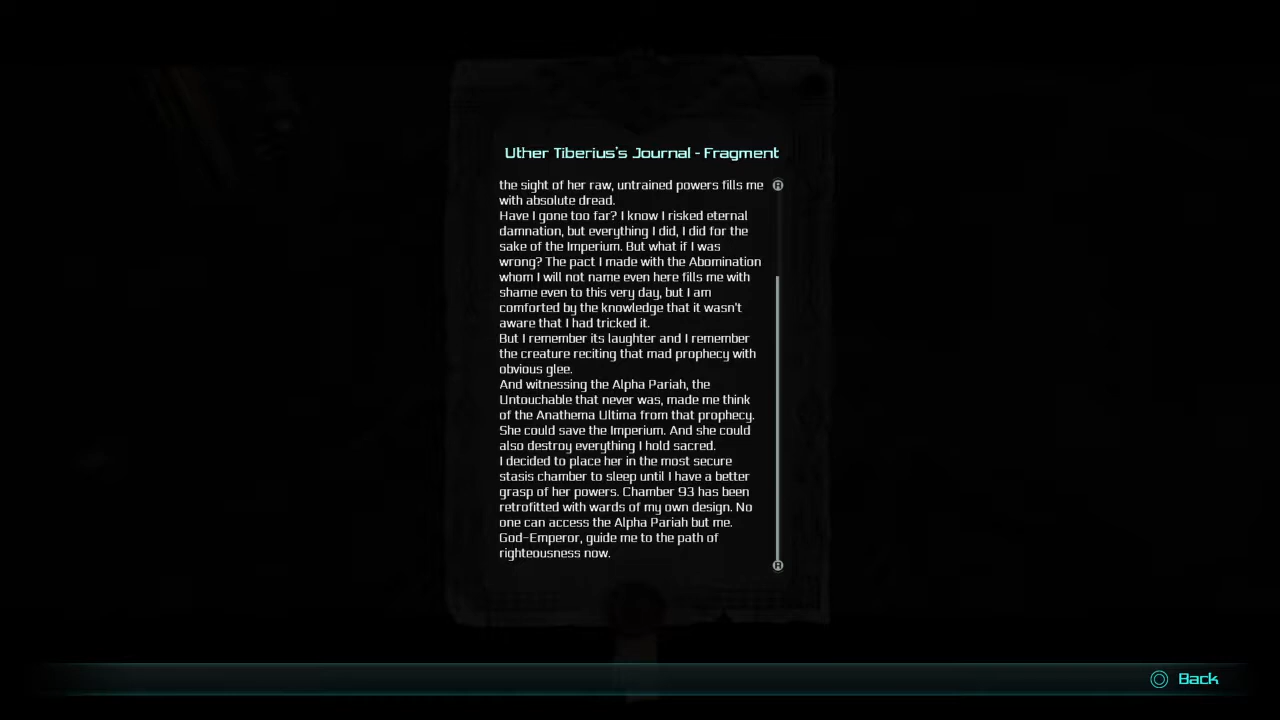 Uther Tiberius's Journal - Fragment
the sight of her raw, untrained powers fills me
with absolute dread.
Have I gone too far? I know I risked eternal
damnation, but everything I did, I did for the
sake of the Imperium. But what if I was
wrong? The pact I made with the Abomination
whom I will not name even here fills me with
shame even to this very day, but I am
comforted by the knowledge that it wasn't
aware that I had tricked it.
But I remember its laughter and I remember
the creature reciting that mad prophecy with
obvious glee.
And witnessing the Alpha Pariah, the
Untouchable that never was, made me think
of the Anathema Ultima from that prophecy.
She could save the Imperium. And she could
also destroy everything I hold sacred.
I decided to place her in the most secure
stasis chamber to sleep until I have a better
grasp of her powers. Chamber 93 has been
retrofitted with wards of my own design. No
one can access the Alpha Pariah but me.
God-Emperor, guide me to the path of
righteousness now.
R
R
Back